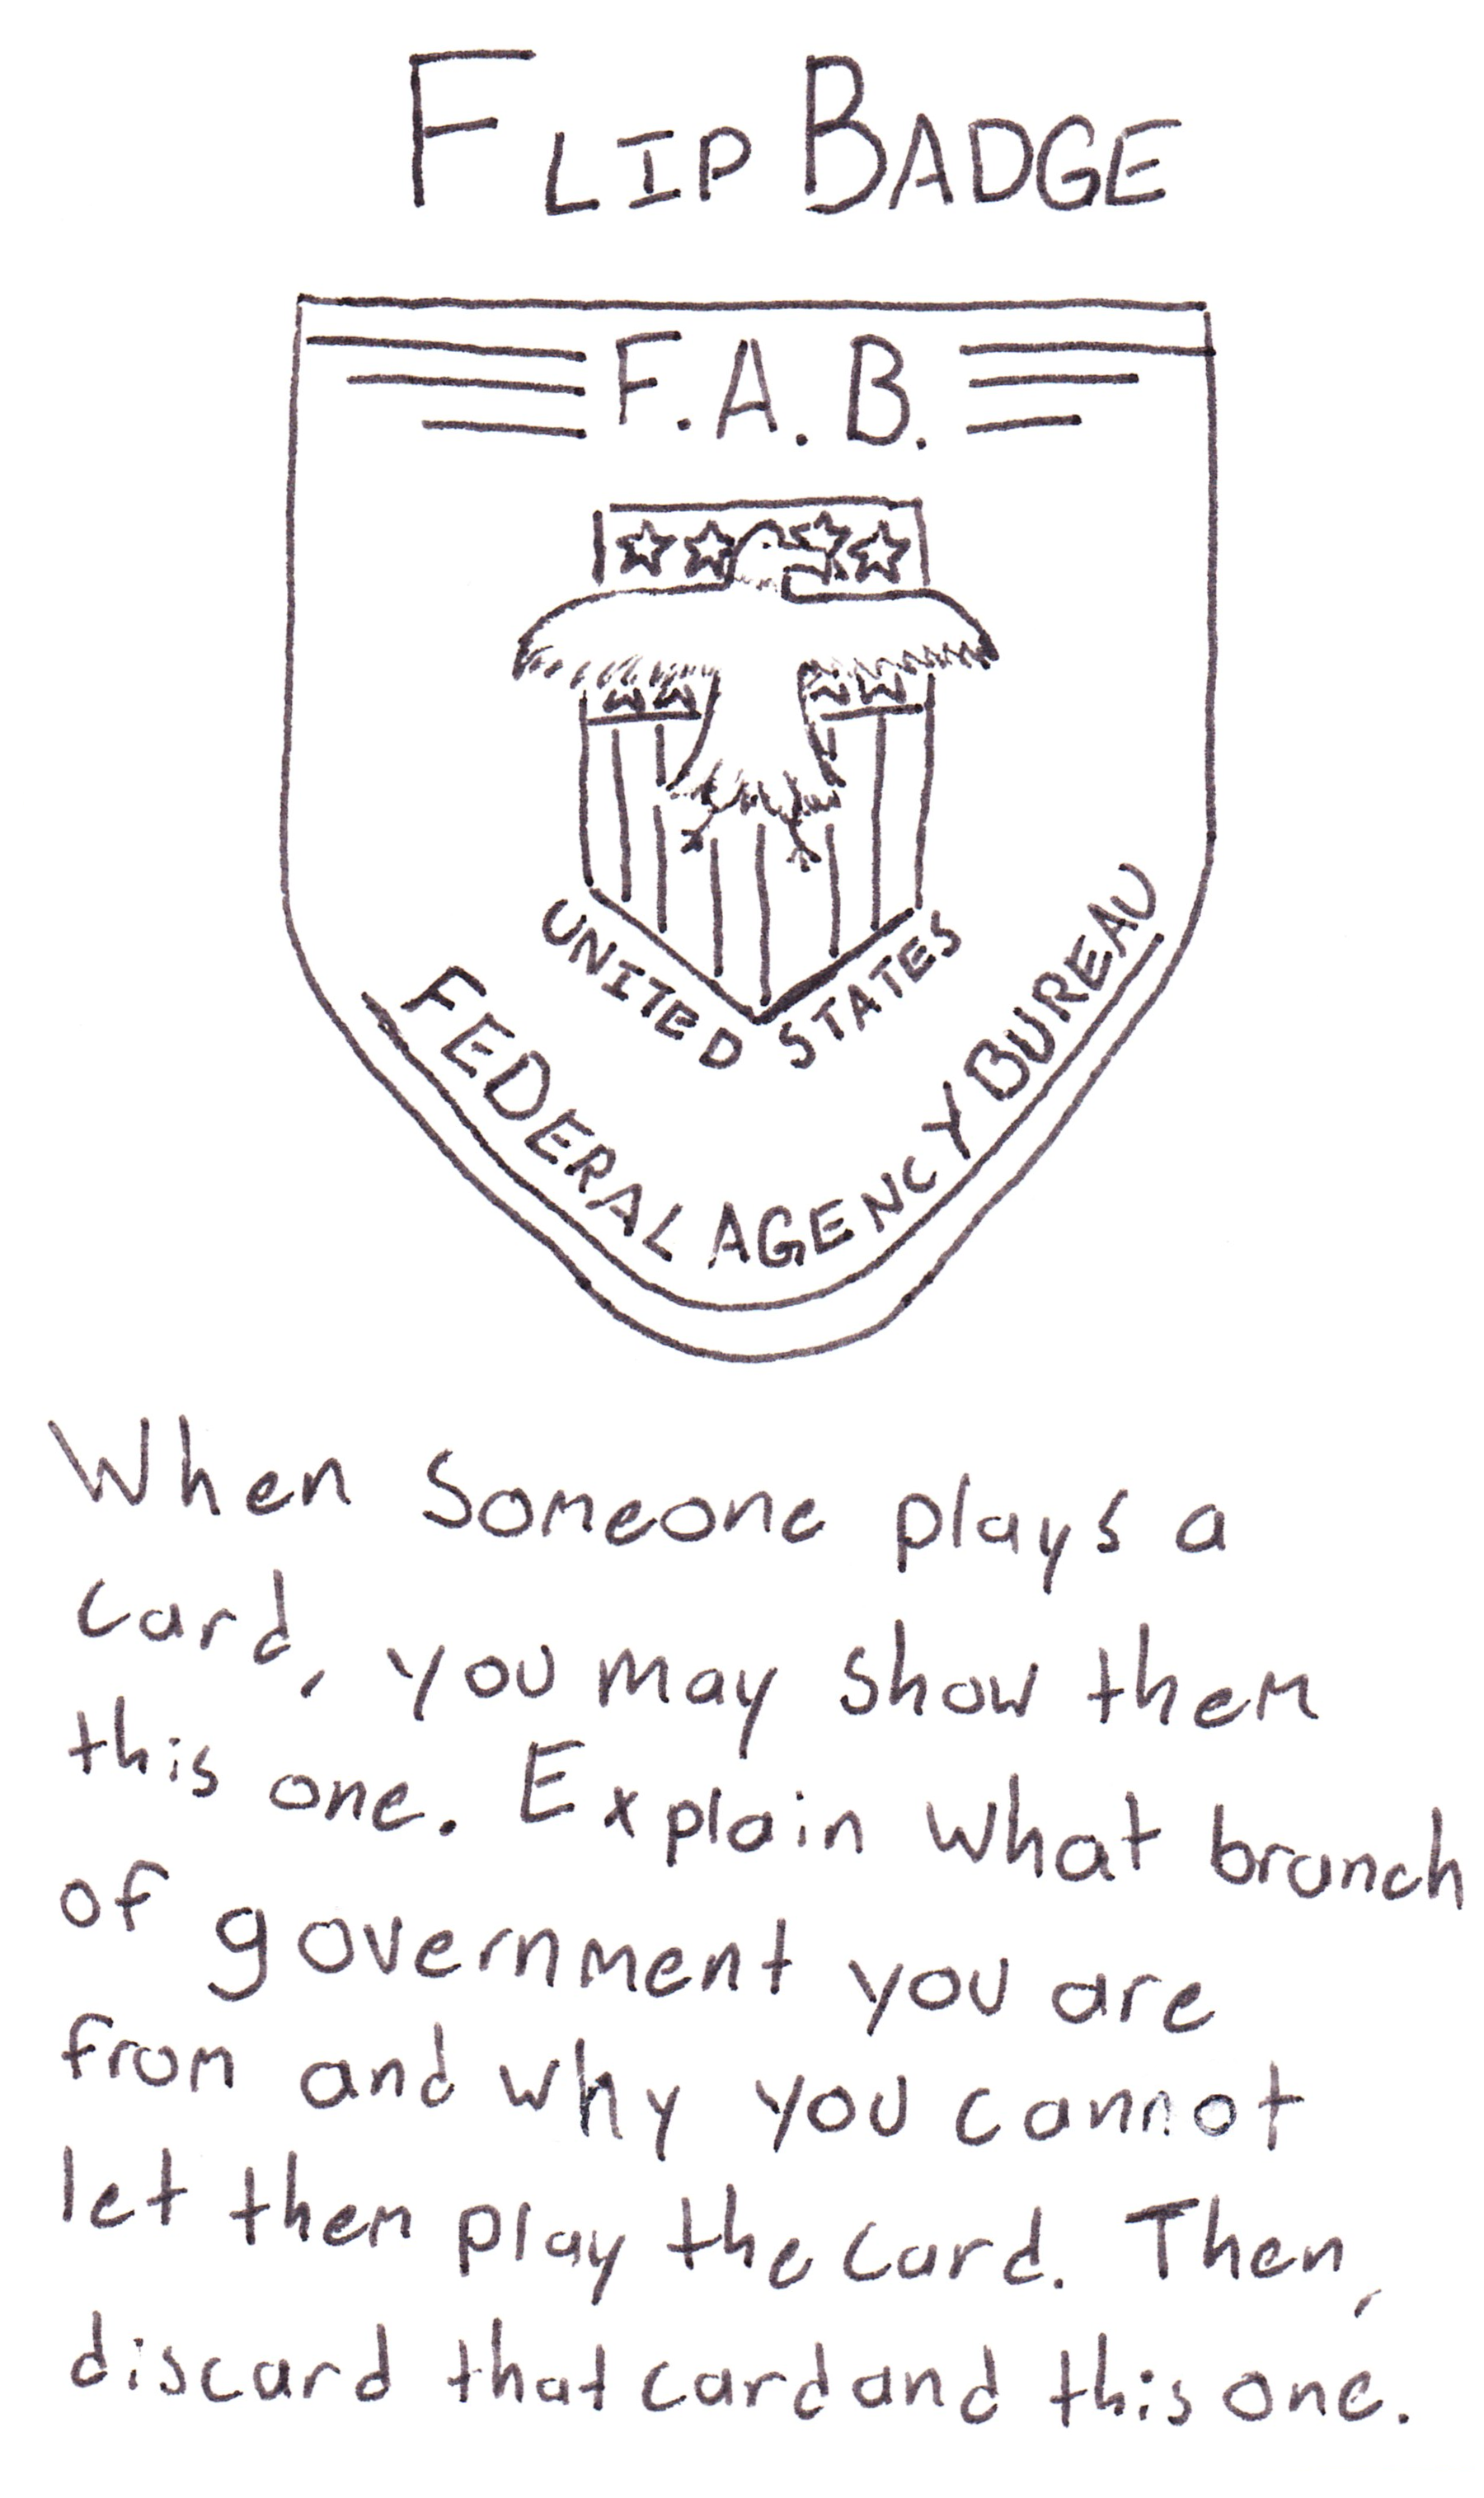 FLIP BADGE
F.A.B.
UNITED STATES
FEDERAL AGENCY BUREAU
When Someone plays a
card, you may show them
this one. Explain what branch
of government you are
from and why you cannot
let them play the card. Then,
discard that card and this one.